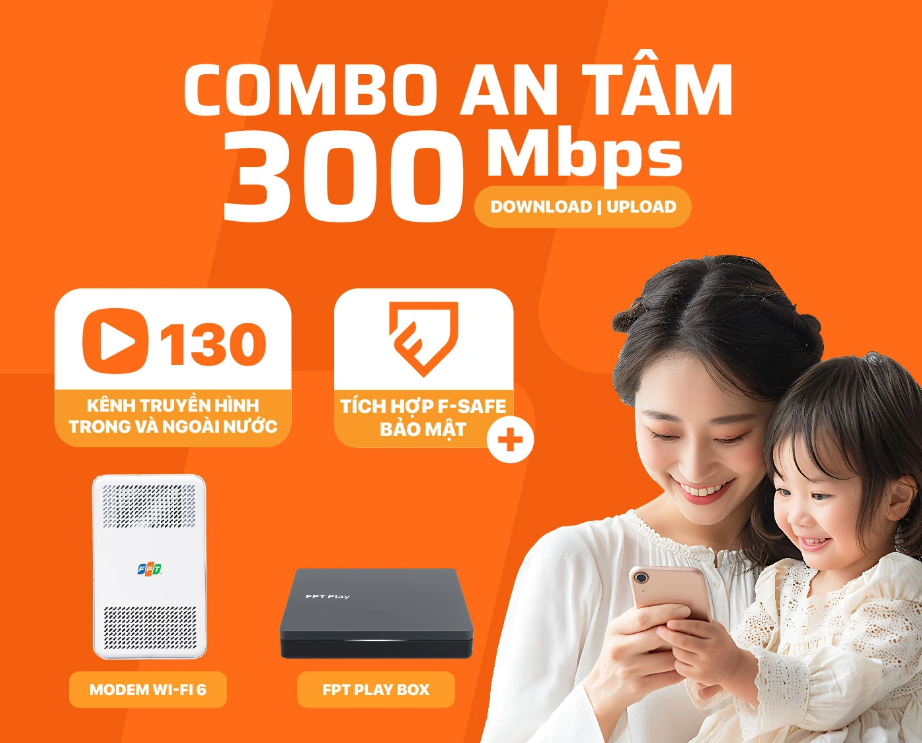 COMBO AN TÂM
300 Mbps
DOWNLOAD | UPLOAD
130
KÊNH TRUYỀN HÌNH
TRONG VÀ NGOÀI NƯỚC
TÍCH HỢP F-SAFE
BẢO MẬT
+
FPT
FPT Play
MODEM WI-FI 6
FPT PLAY BOX